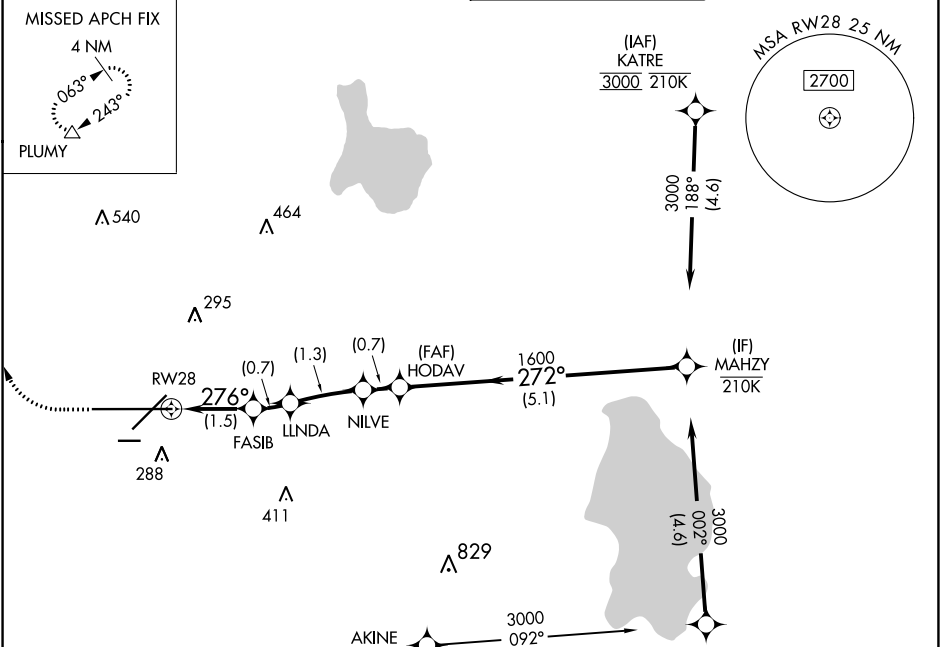 MISSED APCH FIX
4 NM
063°
243°
PLUMY
(IAF)
KATRE
3000 210K
MSA RW28 25 NM
2700
3000
188°
(4.6)
540
464
295
(0.7)
(1.3)
(0.7)
(FAF)
HODAV
1600
272°
(5.1)
(IF)
MAHZY
210K
RW28
276°
(1.5)
FASIB
LLNDA
NILVE
288
411
829
3000
002°
(4.6)
AKINE
3000
092°